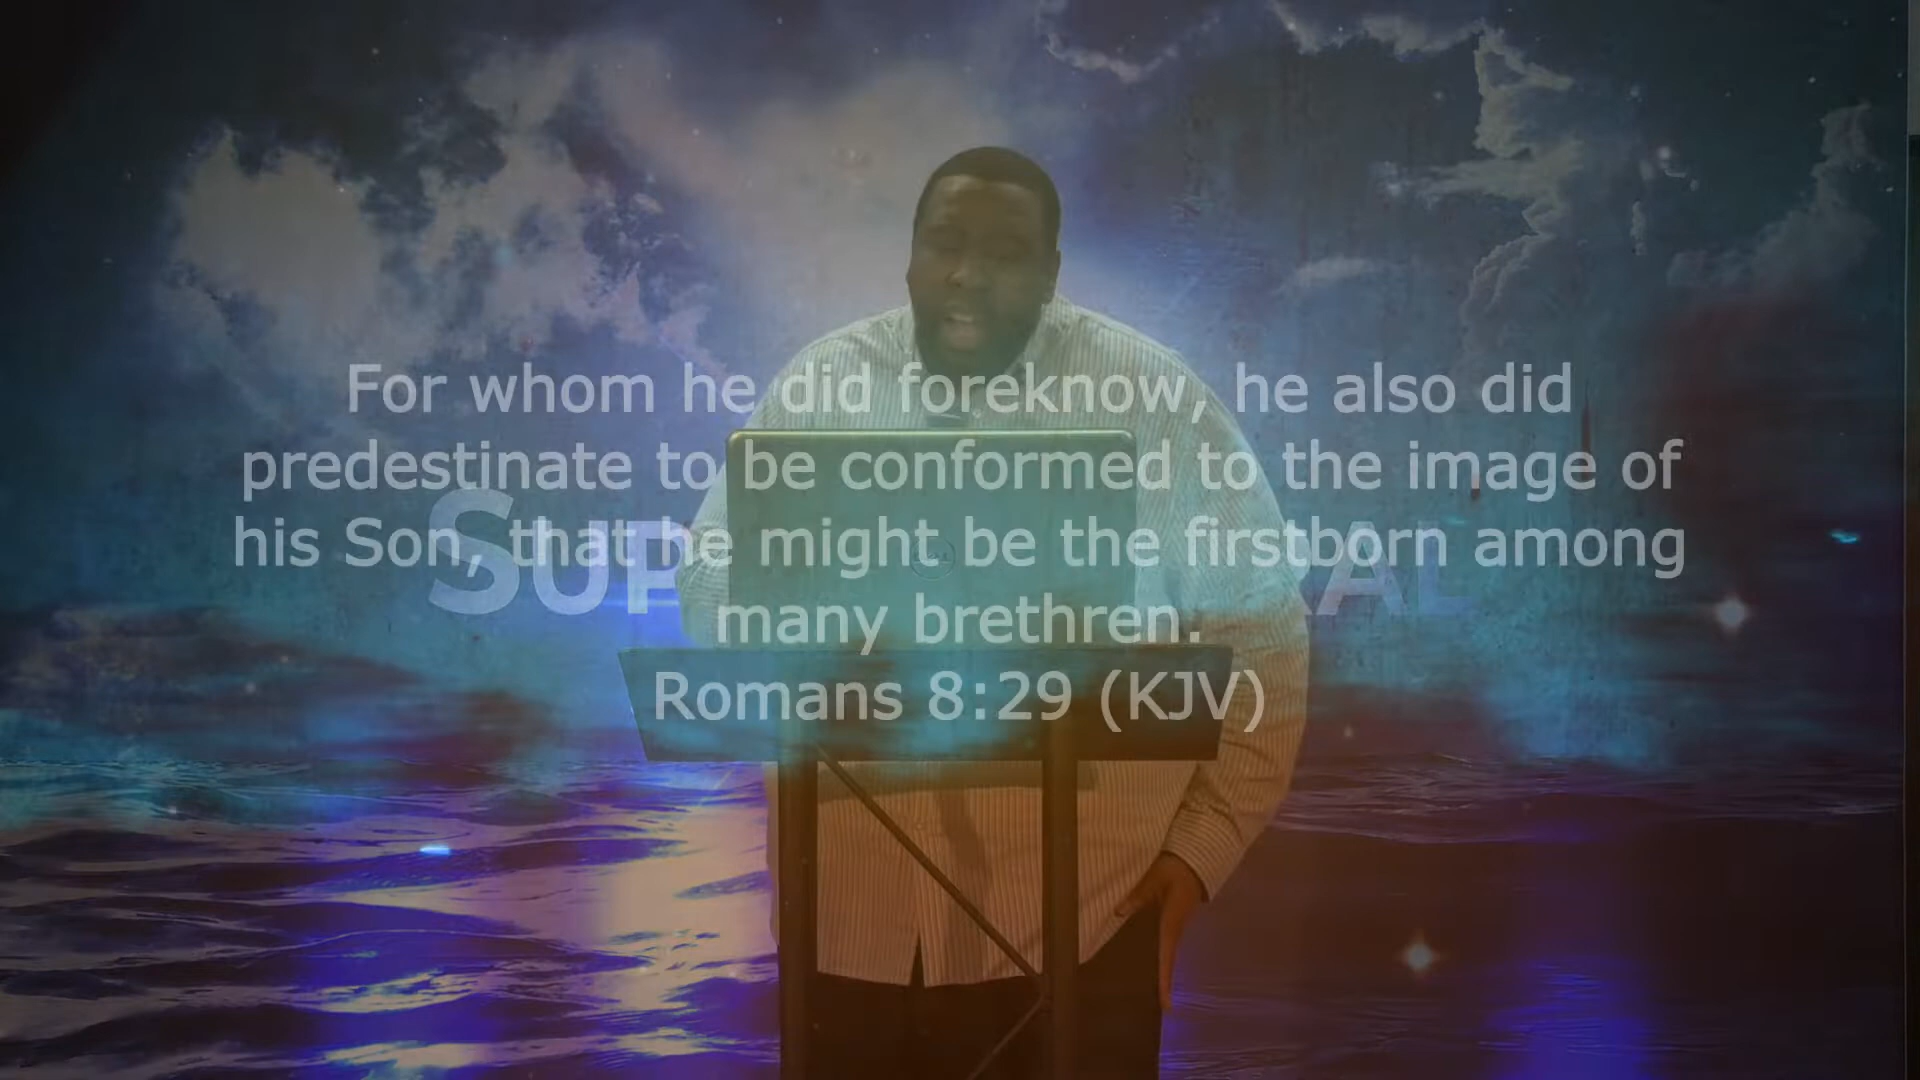 For whom he did foreknow, he also did
predestinate to be conformed to the image of
his Son, that he might be the firstborn among
many brethren.
Romans 8:29 (KJV)
DELL